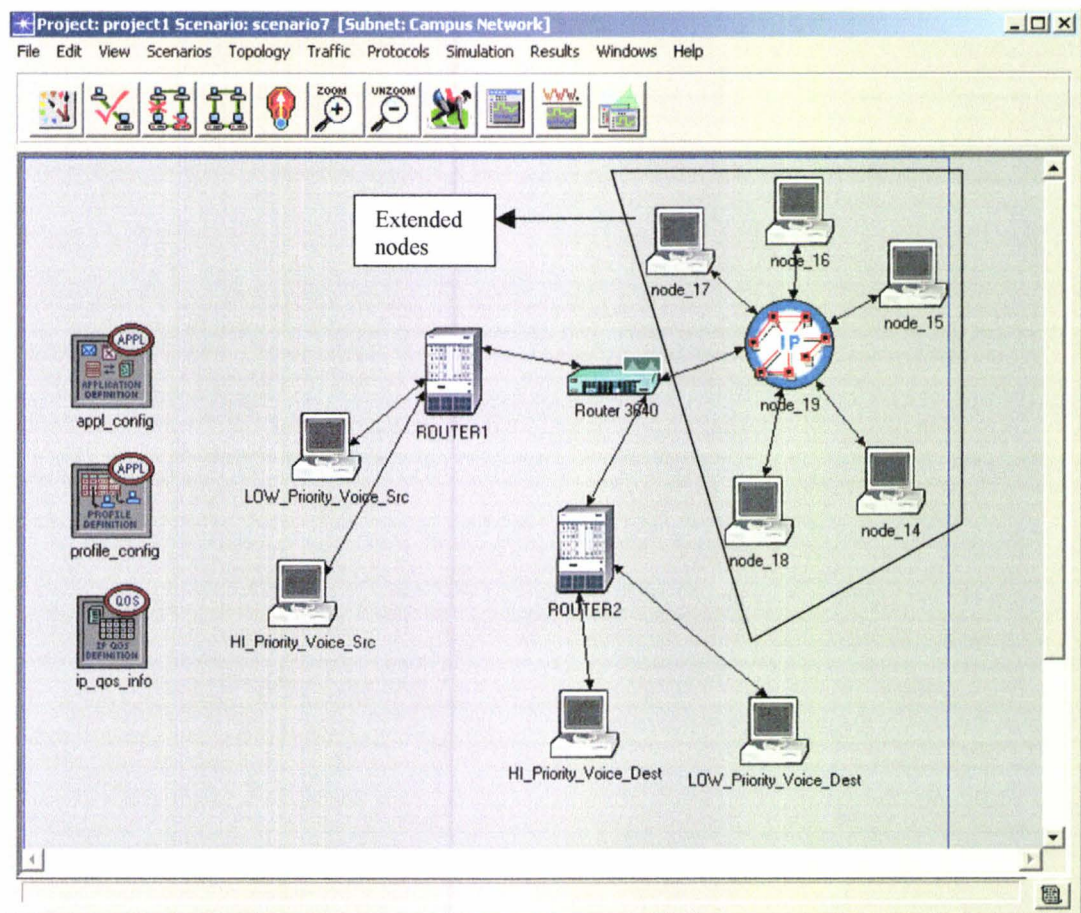 Project: project1 Scenario: scenario7 [Subnet: Campus Network]
File Edit View Scenarios Topology Traffic Protocols Simulation Results Windows Help
ZOOM
UNZOOM
Extended
nodes
node_17
node_16
node_15
IP
node_19
node_14
node_18
Router 3640
ROUTER1
APPL
APPLICATION
DEFINITION
appl_config
LOW_Priority_Voice_Src
APPL
PROFILE
DEFINITION
profile_config
HI_Priority_Voice_Src
ROUTER2
QOS
IP QOS
DEFINITION
ip_qos_info
HI_Priority_Voice_Dest
LOW_Priority_Voice_Dest